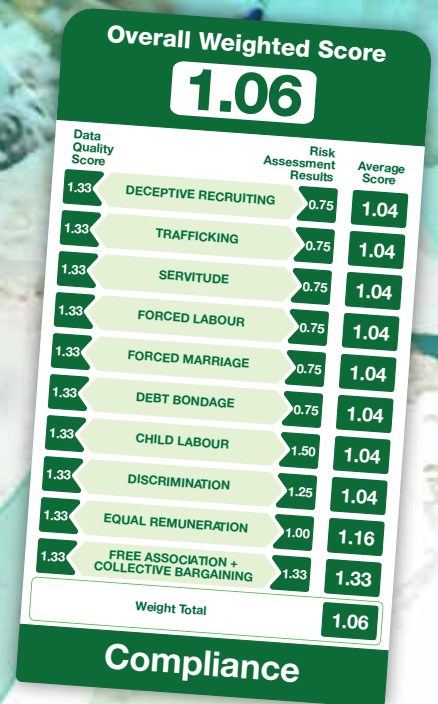 Overall Weighted Score
1.06
Data
Quality
Score
Risk
Assessment
Results
Average
Score
1.33 DECEPTIVE RECRUITING 0.75 1.04
1.33 TRAFFICKING 0.75 1.04
1.33 SERVITUDE 0.75 1.04
1.33 FORCED LABOUR 0.75 1.04
1.33 FORCED MARRIAGE 0.75 1.04
1.33 DEBT BONDAGE 0.75 1.04
1.33 CHILD LABOUR 1.50 1.04
1.33 DISCRIMINATION 1.25 1.04
1.33 EQUAL REMUNERATION 1.00 1.16
1.33 FREE ASSOCIATION +
COLLECTIVE BARGAINING 1.33 1.33
Weight Total 1.06
Compliance